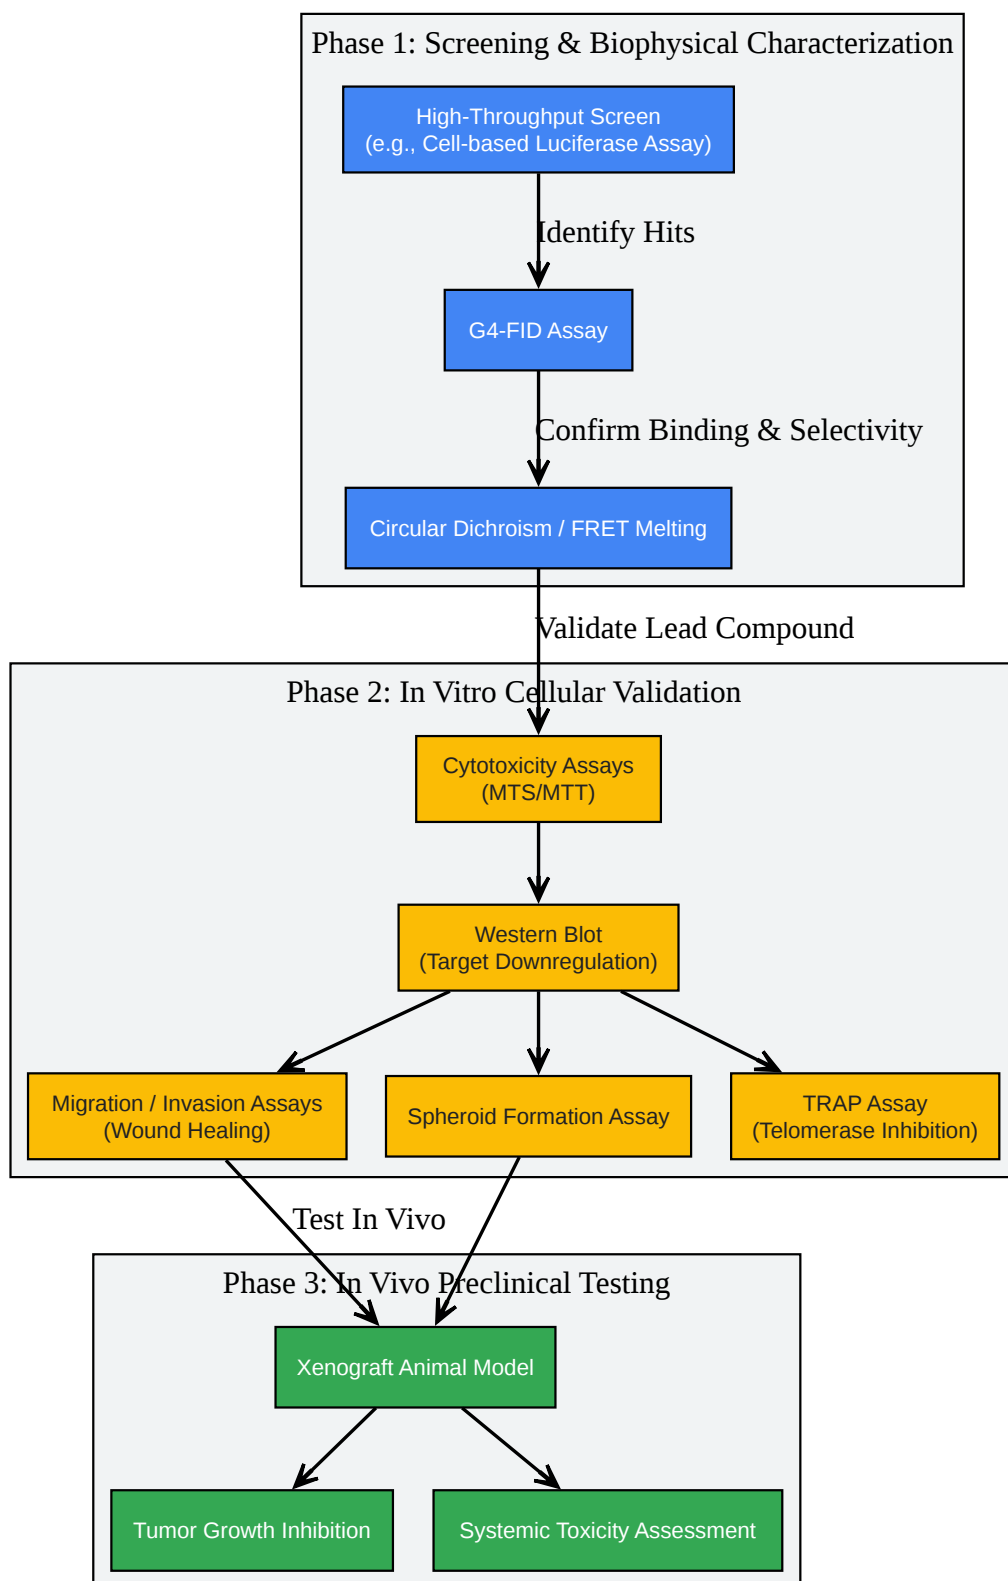 Phase 1: Screening & Biophysical Characterization
High-Throughput Screen
(e.g., Cell-based Luciferase Assay)
Identify Hits
G4-FID Assay
Confirm Binding & Selectivity
Circular Dichroism / FRET Melting
Validate Lead Compound
Phase 2: In Vitro Cellular Validation
Cytotoxicity Assays
(MTS/MTT)
Western Blot
(Target Downregulation)
Migration / Invasion Assays
(Wound Healing)
Spheroid Formation Assay
TRAP Assay
(Telomerase Inhibition)
Test In Vivo
Phase 3: In Vivo Preclinical Testing
Xenograft Animal Model
Tumor Growth Inhibition
Systemic Toxicity Assessment